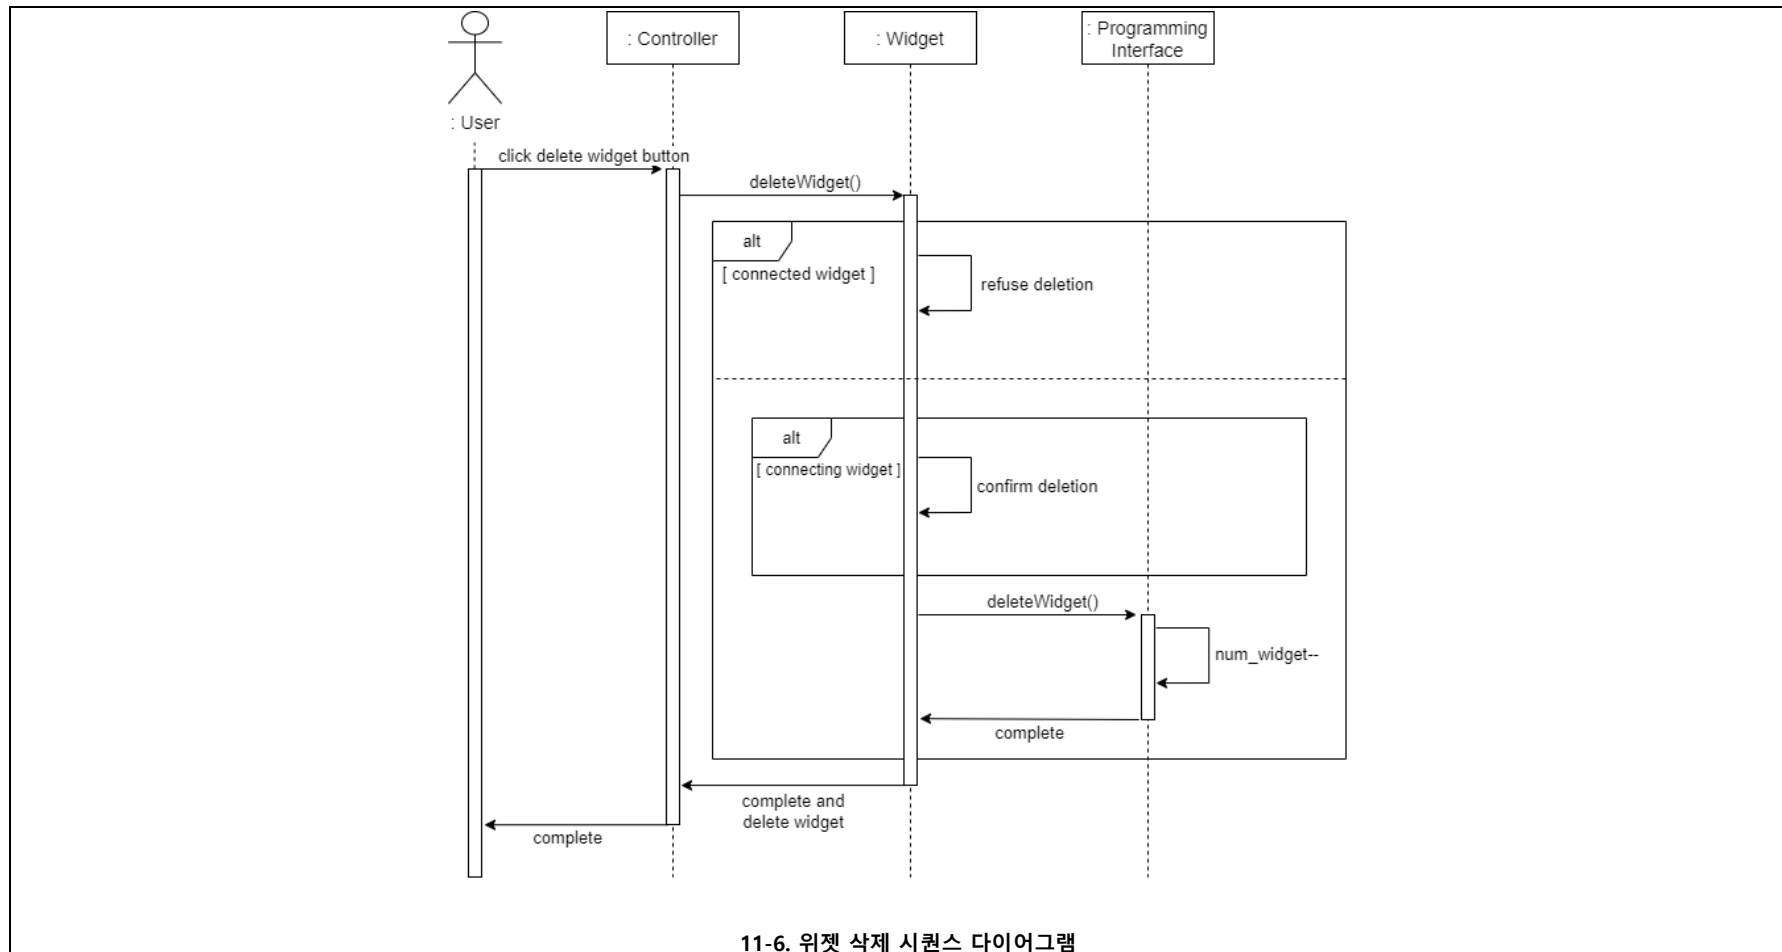 : Controller
: Widget
: Programming
Interface
: User
click delete widget button
deleteWidget()
alt
[ connected widget ]
refuse deletion
alt
[ connecting widget ]
confirm deletion
deleteWidget()
num_widget--
complete
complete and
delete widget
complete
11-6. 위젯 삭제 시퀀스 다이어그램